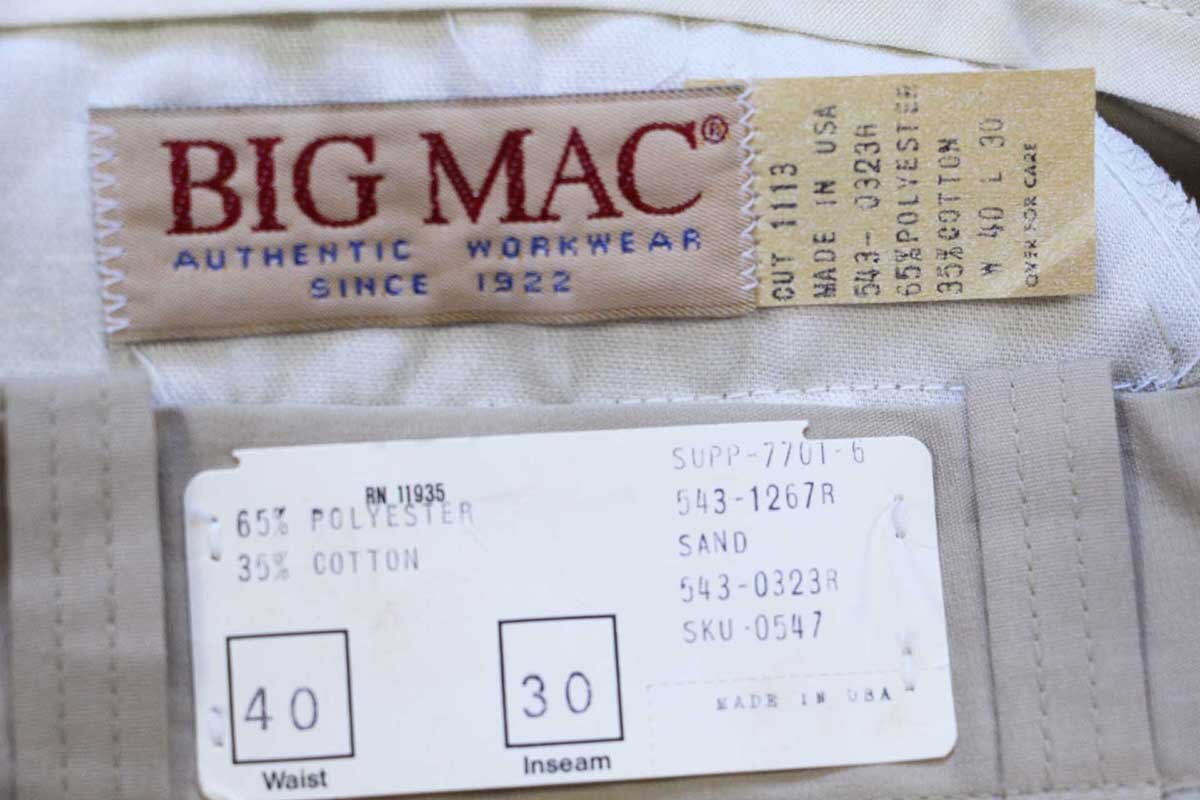 BIG MAC®
AUTHENTIC WORKWEAR
SINCE 1922
CUT 1113
MADE IN USA
543- 0323R
65%POLYESTER
35%COTTON
W 40 L 30
OVER FOR CARE
RN 11935
65% POLYESTER
35% COTTON
40
Waist
30
Inseam
SUPP-7701-6
543-1267R
SAND
543-0323R
SKU-0547
MADE IN USA